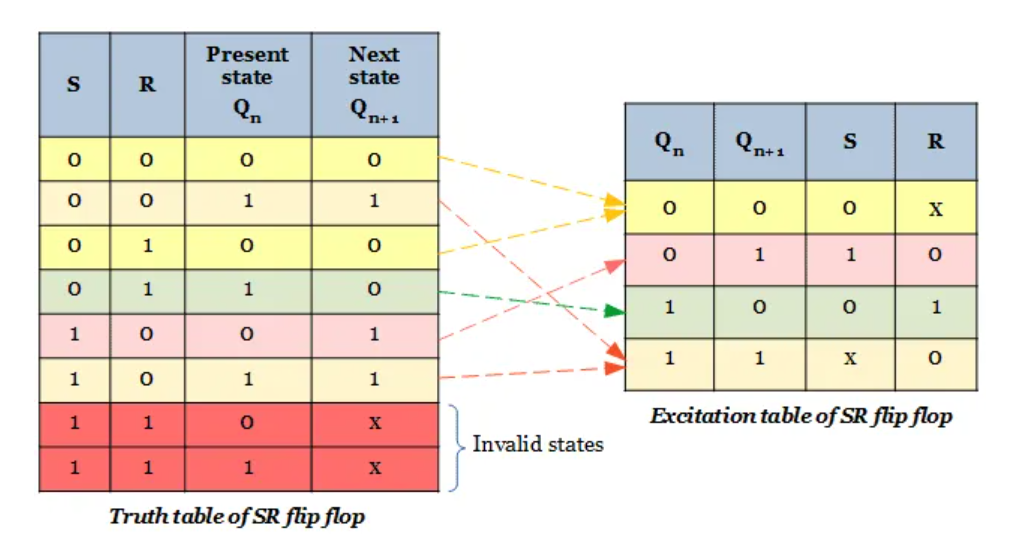 S R Present state Qn Next state Qn+1
0 0 0 0
0 0 1 1
0 1 0 0
0 1 1 0
1 0 0 1
1 0 1 1
1 1 0 x
1 1 1 x
Invalid states
Truth table of SR flip flop
Qn Qn+1 S R
0 0 0 x
0 1 1 0
1 0 0 1
1 1 x 0
Excitation table of SR flip flop